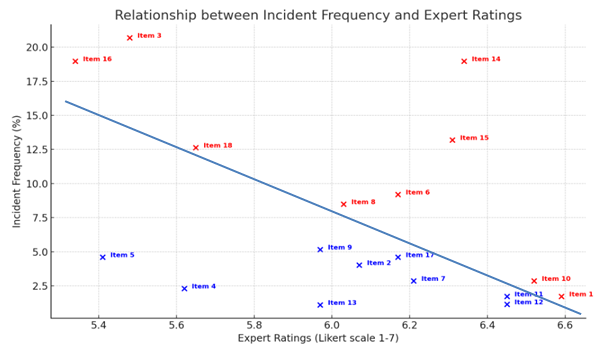 Relationship between Incident Frequency and Expert Ratings
Incident Frequency (%)
20.0
17.5
15.0
12.5
10.0
7.5
5.0
2.5
Item 3
Item 16
Item 14
Item 15
Item 18
Item 6
Item 8
Item 9
Item 5
Item 17
Item 2
Item 7
Item 10
Item 4
Item 11
Item 1
Item 13
Item 12
5.4 5.6 5.8 6.0 6.2 6.4 6.6
Expert Ratings (Likert scale 1-7)